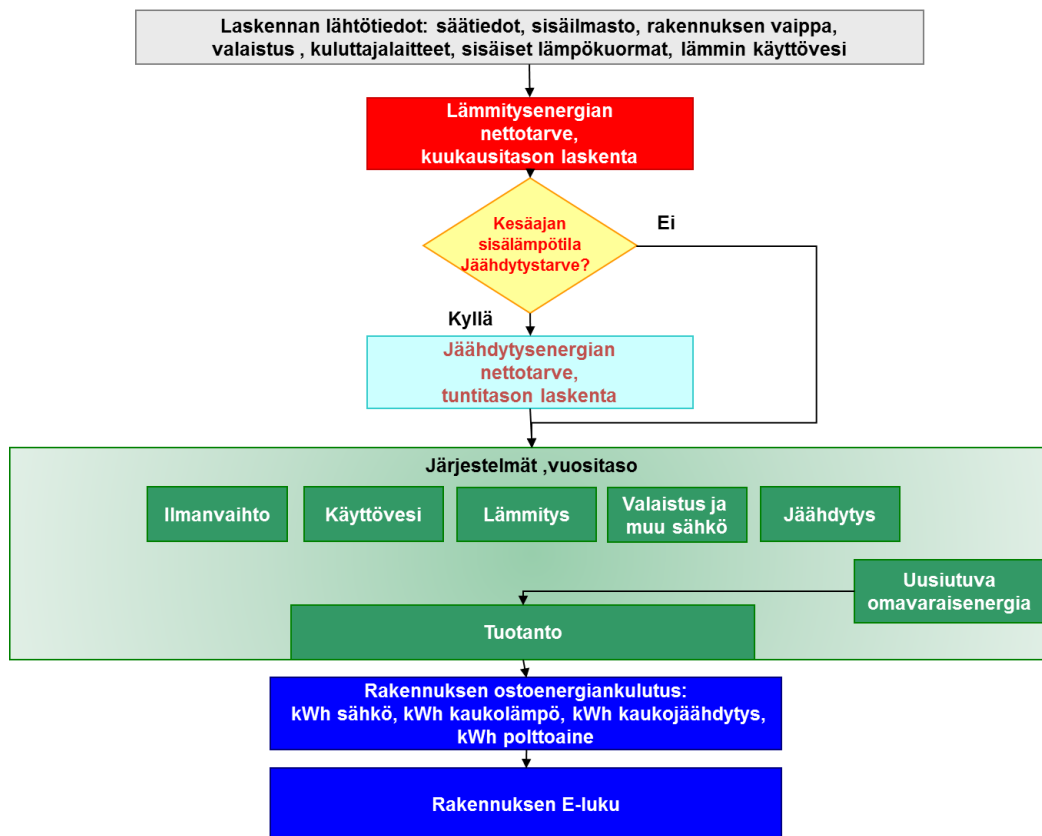 Laskennan lähtötiedot: säätiedot, sisäilmasto, rakennuksen vaippa,
valaistus , kuluttajalaitteet, sisäiset lämpökuormat, lämmin käyttövesi
Lämmitysenergian
nettotarve,
kuukausitason laskenta
Kesäajan
sisälämpötila
Jäähdytystarve?
Ei
Kyllä
Jäähdytysenergian
nettotarve,
tuntitason laskenta
Järjestelmät ,vuositaso
Ilmanvaihto
Käyttövesi
Lämmitys
Valaistus ja
muu sähkö
Jäähdytys
Uusiutuva
omavaraisenergia
Tuotanto
Rakennuksen ostoenergiankulutus:
kWh sähkö, kWh kaukolämpö, kWh kaukojäähdytys,
kWh polttoaine
Rakennuksen E-luku